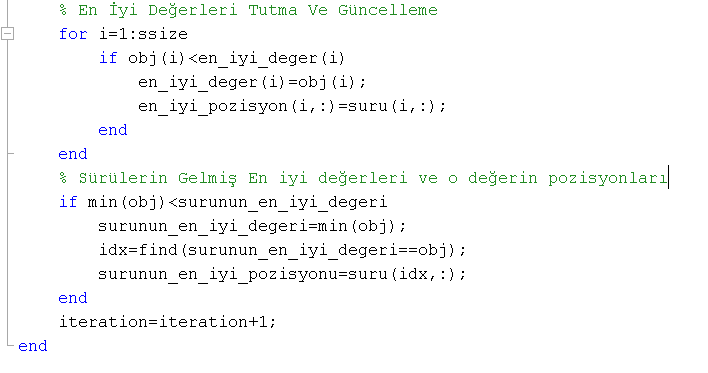 % En İyi Değerleri Tutma Ve Güncelleme
for i=1:ssize
if obj(i)<en_iyi_deger(i)
en_iyi_deger(i)=obj(i);
en_iyi_pozisyon(i,:)=suru(i,:);
end
end
% Sürülerin Gelmiş En iyi değerleri ve o değerin pozisyonları
if min(obj)<surunun_en_iyi_degeri
surunun_en_iyi_degeri=min(obj);
idx=find(surunun_en_iyi_degeri==obj);
surunun_en_iyi_pozisyonu=suru(idx,:);
end
iteration=iteration+1;
end